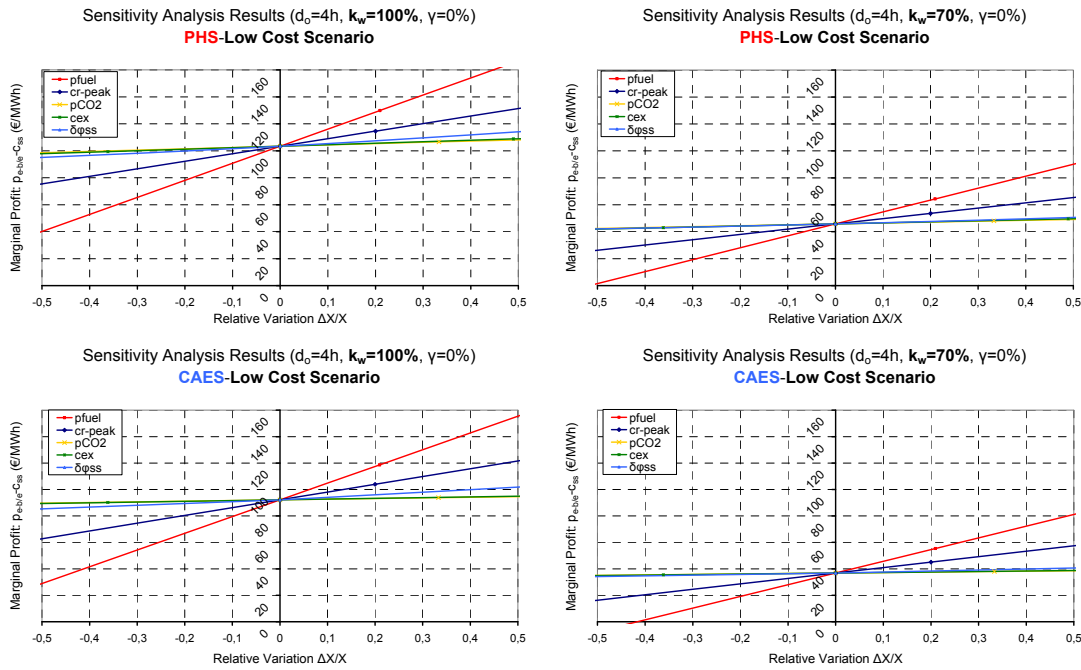 Sensitivity Analysis Results (dₒ=4h, k_w=100%, γ=0%)
PHS-Low Cost Scenario
Marginal Profit: p_e-b/e-c_ss (€/MWh)
pfuel
cr-peak
pCO2
cex
δφss
160
140
120
100
80
60
40
20
0
-0,5 -0,4 -0,3 -0,2 -0,1 0 0,1 0,2 0,3 0,4 0,5
Relative Variation ΔX/X
Sensitivity Analysis Results (dₒ=4h, k_w=70%, γ=0%)
PHS-Low Cost Scenario
Marginal Profit: p_e-b/e-c_ss (€/MWh)
pfuel
cr-peak
pCO2
cex
δφss
160
140
120
100
80
60
40
20
0
-0,5 -0,4 -0,3 -0,2 -0,1 0 0,1 0,2 0,3 0,4 0,5
Relative Variation ΔX/X
Sensitivity Analysis Results (dₒ=4h, k_w=100%, γ=0%)
CAES-Low Cost Scenario
Marginal Profit: p_e-b/e-c_ss (€/MWh)
pfuel
cr-peak
pCO2
cex
δφss
160
140
120
100
80
60
40
20
0
-0,5 -0,4 -0,3 -0,2 -0,1 0 0,1 0,2 0,3 0,4 0,5
Relative Variation ΔX/X
Sensitivity Analysis Results (dₒ=4h, k_w=70%, γ=0%)
CAES-Low Cost Scenario
Marginal Profit: p_e-b/e-c_ss (€/MWh)
pfuel
cr-peak
pCO2
cex
δφss
160
140
120
100
80
60
40
20
0
-0,5 -0,4 -0,3 -0,2 -0,1 0 0,1 0,2 0,3 0,4 0,5
Relative Variation ΔX/X